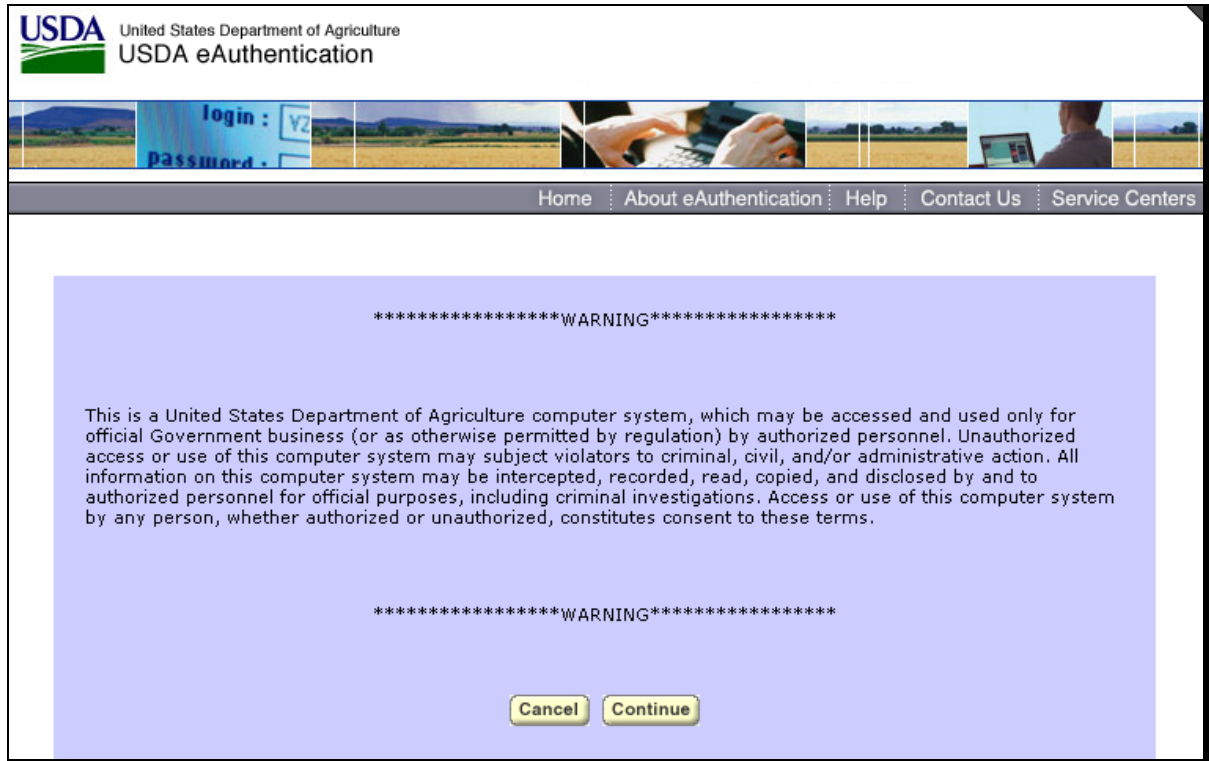 USDA
United States Department of Agriculture
USDA eAuthentication
login : VZ
password :
Home About eAuthentication Help Contact Us Service Centers
*****************WARNING*****************
This is a United States Department of Agriculture computer system, which may be accessed and used only for
official Government business (or as otherwise permitted by regulation) by authorized personnel. Unauthorized
access or use of this computer system may subject violators to criminal, civil, and/or administrative action. All
information on this computer system may be intercepted, recorded, read, copied, and disclosed by and to
authorized personnel for official purposes, including criminal investigations. Access or use of this computer system
by any person, whether authorized or unauthorized, constitutes consent to these terms.
*****************WARNING*****************
Cancel Continue